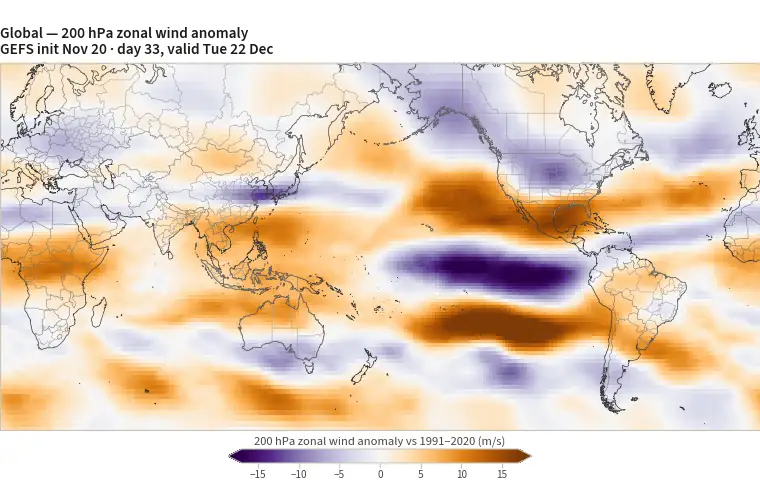 Global — 200 hPa zonal wind anomaly
GEFS init Nov 20 · day 33, valid Tue 22 Dec
200 hPa zonal wind anomaly vs 1991–2020 (m/s)
−15 −10 −5 0 5 10 15